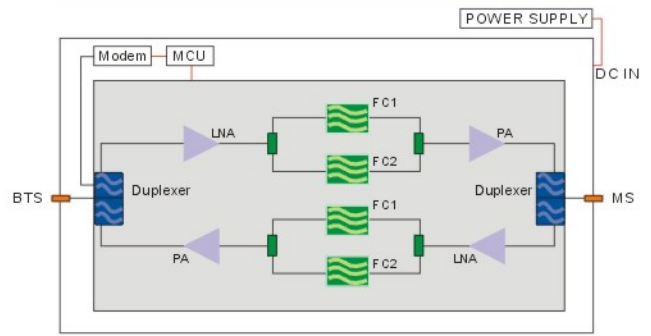 POWER SUPPLY
Modem
MCU
DC IN
FC1
LNA
PA
FC2
BTS
Duplexer
Duplexer
MS
FC1
PA
FC2
LNA